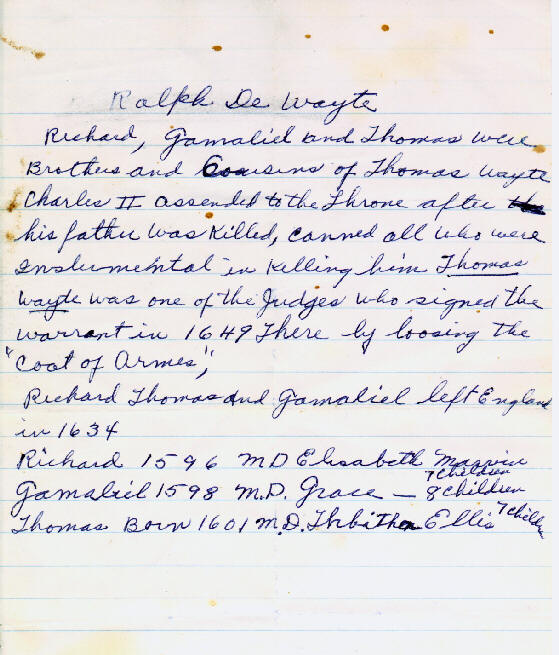 Ralph De Wayte
Richard, Gamaliel and Thomas were
Brothers and Cousins of Thomas Wayte
Charles II assended to the Throne after
his father was Killed, canned all who were
Instrumental in Killing him Thomas
Wayte was one of the Judges who signed the
Warrant in 1649 There by loosing the
"Coat of Armes",
Richard Thomas and Gamaliel left England
in 1634
Richard 1596 MD Elisabeth 7 Children
Gamaliel 1598 M.D. Grace — 8 Children
Thomas Born 1601 M.D. Ellis 7 Children